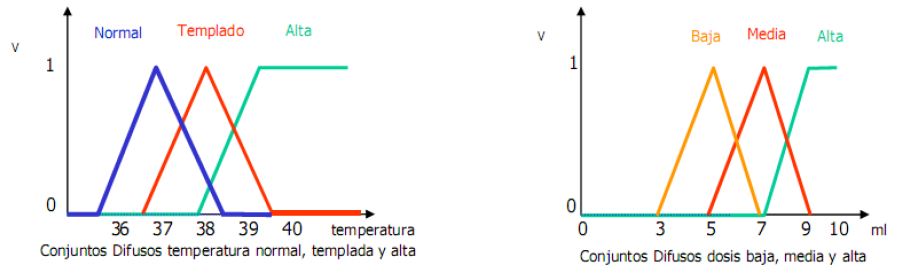 Normal Templado Alta
V
1
0
36 37 38 39 40 temperatura
Conjuntos Difusos temperatura normal, templada y alta
V
Baja Media Alta
1
0
0 3 5 7 9 10 ml
Conjuntos Difusos dosis baja, media y alta